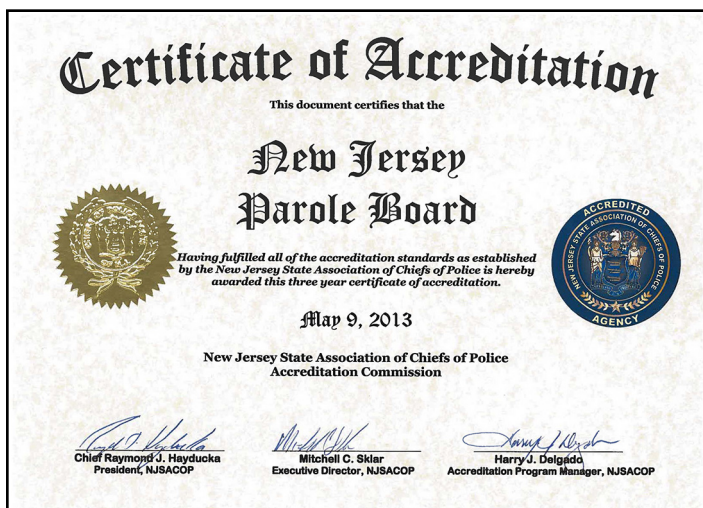 Certificate of Accreditation
This document certifies that the
New Jersey
Parole Board
Having fulfilled all of the accreditation standards as established
by the New Jersey State Association of Chiefs of Police is hereby
awarded this three year certificate of accreditation.
May 9, 2013
New Jersey State Association of Chiefs of Police
Accreditation Commission
ACCREDITED
NEW JERSEY STATE ASSOCIATION OF CHIEFS OF POLICE
AGENCY
Chief Raymond J. Hayducka
President, NJSACOP
Mitchell C. Sklar
Executive Director, NJSACOP
Harry J. Delgado
Accreditation Program Manager, NJSACOP